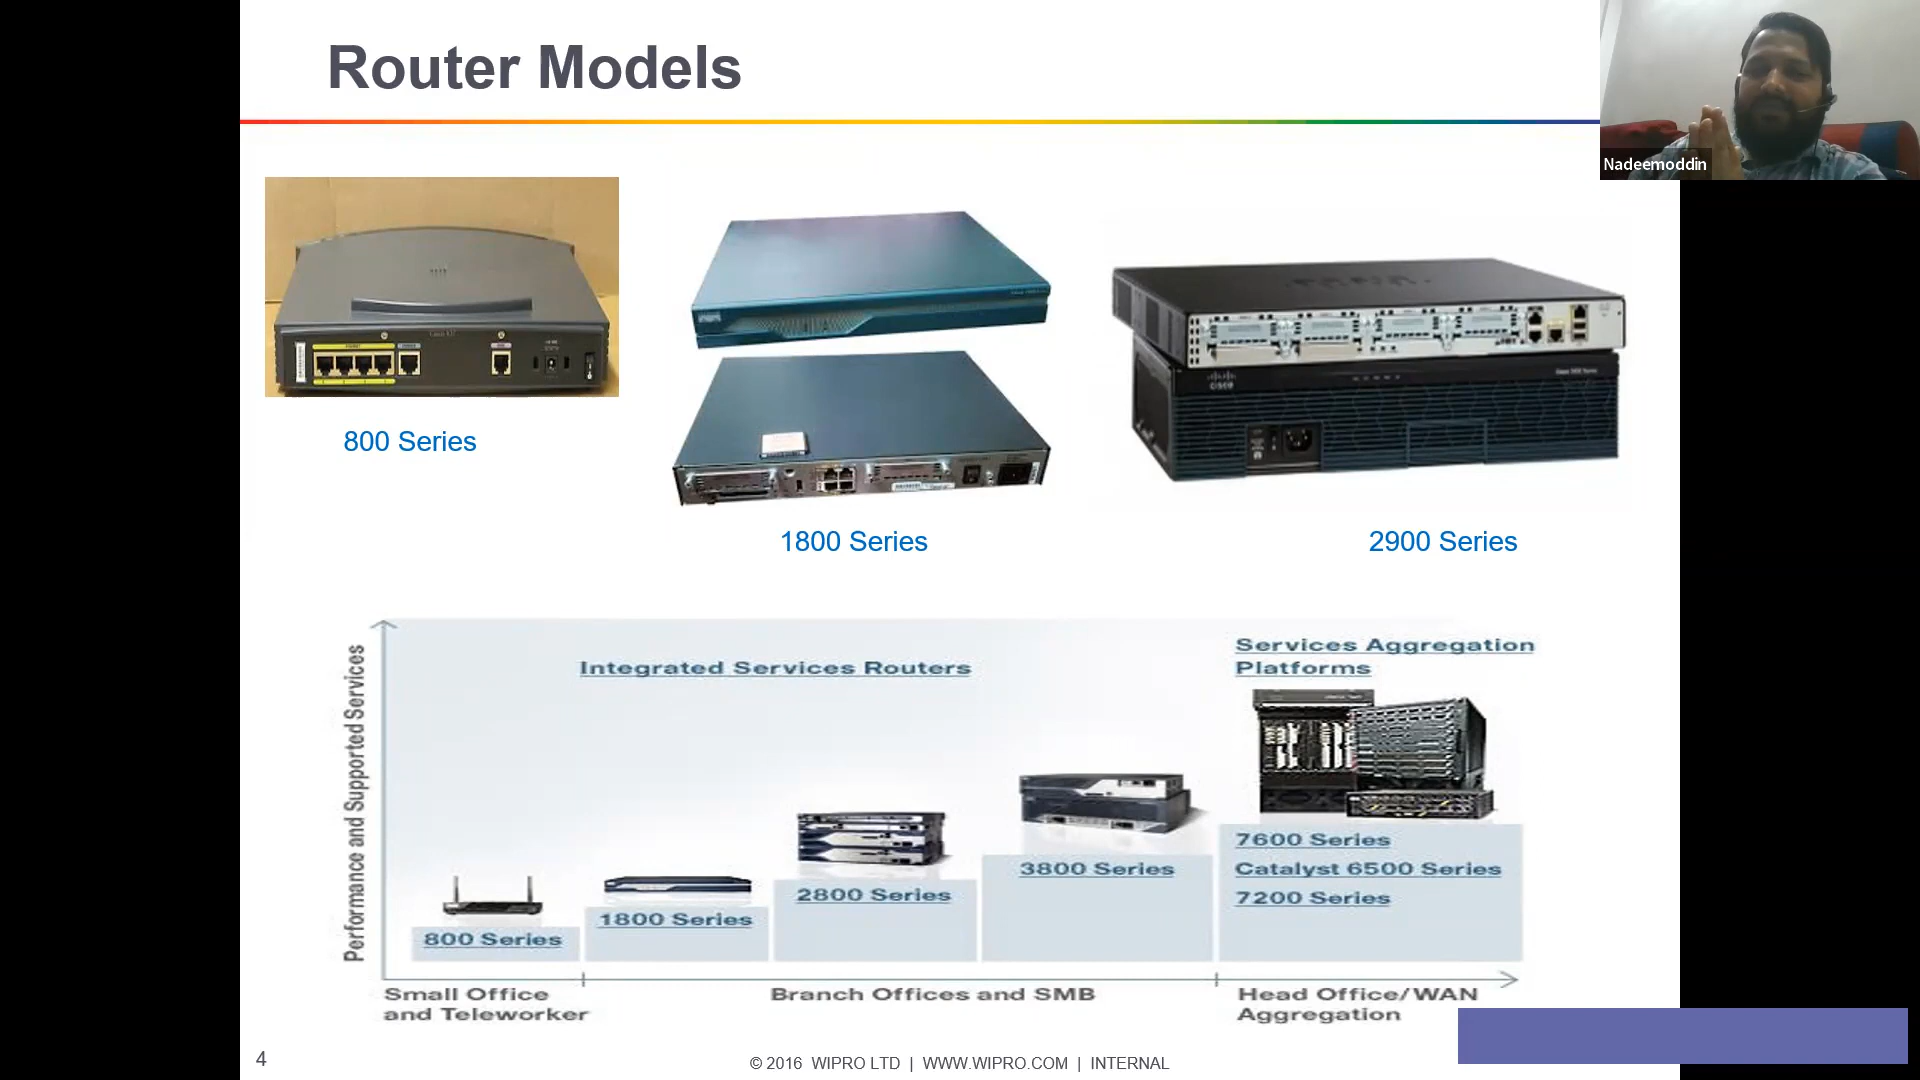 Router Models
Nadeemoddin
800 Series
1800 Series
2900 Series
CISCO
Performance and Supported Services
Integrated Services Routers
Services Aggregation
Platforms
800 Series
1800 Series
2800 Series
3800 Series
7600 Series
Catalyst 6500 Series
7200 Series
Small Office
and Teleworker
Branch Offices and SMB
Head Office/WAN
Aggregation
4
© 2016 WIPRO LTD | WWW.WIPRO.COM | INTERNAL